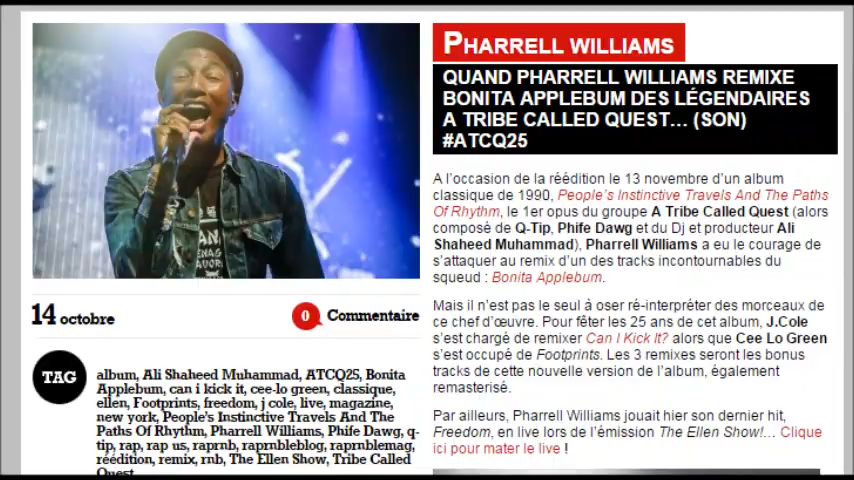 PHARRELL WILLIAMS
QUAND PHARRELL WILLIAMS REMIXE
BONITA APPLEBUM DES LÉGENDAIRES
A TRIBE CALLED QUEST... (SON)
#ATCQ25
A l'occasion de la réédition le 13 novembre d'un album
classique de 1990, People's Instinctive Travels And The Paths
Of Rhythm, le 1er opus du groupe A Tribe Called Quest (alors
composé de Q-Tip, Phife Dawg et du Dj et producteur Ali
Shaheed Muhammad), Pharrell Williams a eu le courage de
s'attaquer au remix d'un des tracks incontournables du
squeud : Bonita Applebum.
Mais il n'est pas le seul à oser ré-interpréter des morceaux de
ce chef d'œuvre. Pour fêter les 25 ans de cet album, J.Cole
s'est chargé de remixer Can I Kick It? alors que Cee Lo Green
s'est occupé de Footprints. Les 3 remixes seront les bonus
tracks de cette nouvelle version de l'album, également
remasterisé.
Par ailleurs, Pharrell Williams jouait hier son dernier hit,
Freedom, en live lors de l'émission The Ellen Show!... Clique
ici pour mater le live !
14 octobre
0 Commentaire
TAG
album, Ali Shaheed Muhammad, ATCQ25, Bonita
Applebum, can i kick it, cee-lo green, classique,
ellen, Footprints, freedom, j cole, live, magazine,
new york, People's Instinctive Travels And The
Paths Of Rhythm, Pharrell Williams, Phife Dawg, q-
tip, rap, rap us, raprnb, raprnbleblog, raprnblemag,
réédition, remix, rnb, The Ellen Show, Tribe Called
Quest